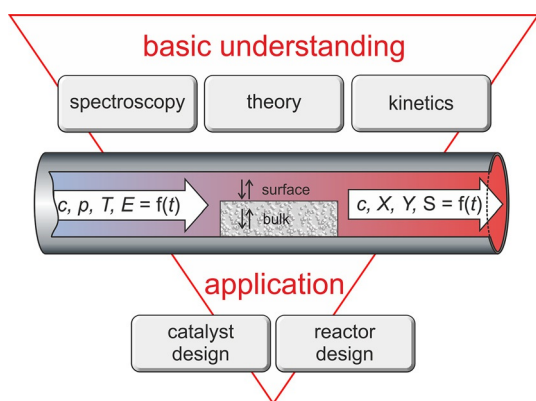 basic understanding
spectroscopy
theory
kinetics
c, p, T, E = f(t)
surface
bulk
c, X, Y, S = f(t)
application
catalyst
design
reactor
design